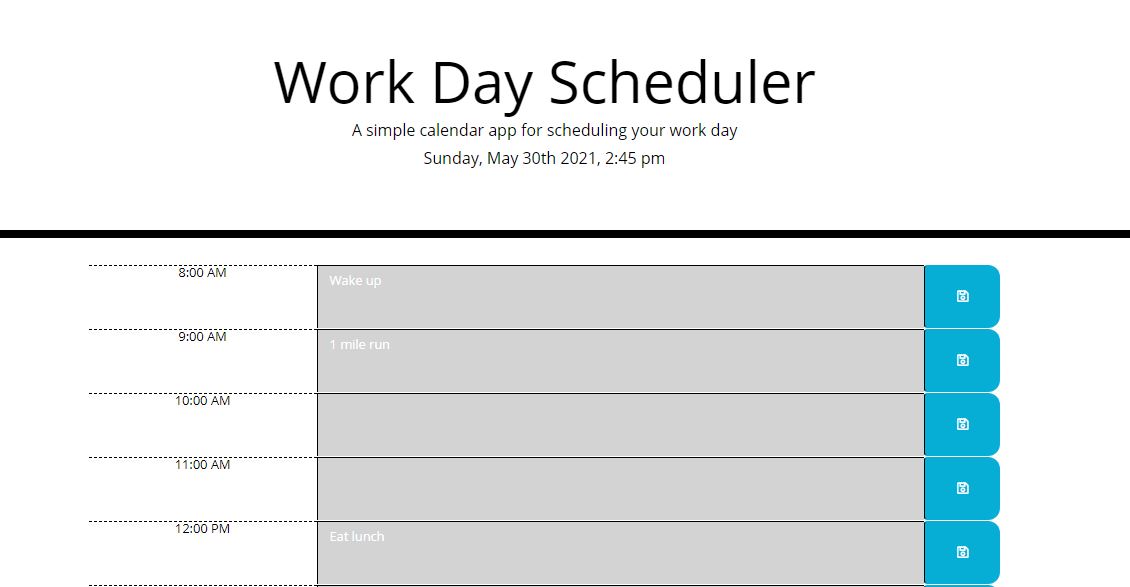 Work Day Scheduler
A simple calendar app for scheduling your work day
Sunday, May 30th 2021, 2:45 pm
8:00 AM
Wake up
9:00 AM
1 mile run
10:00 AM
11:00 AM
12:00 PM
Eat lunch